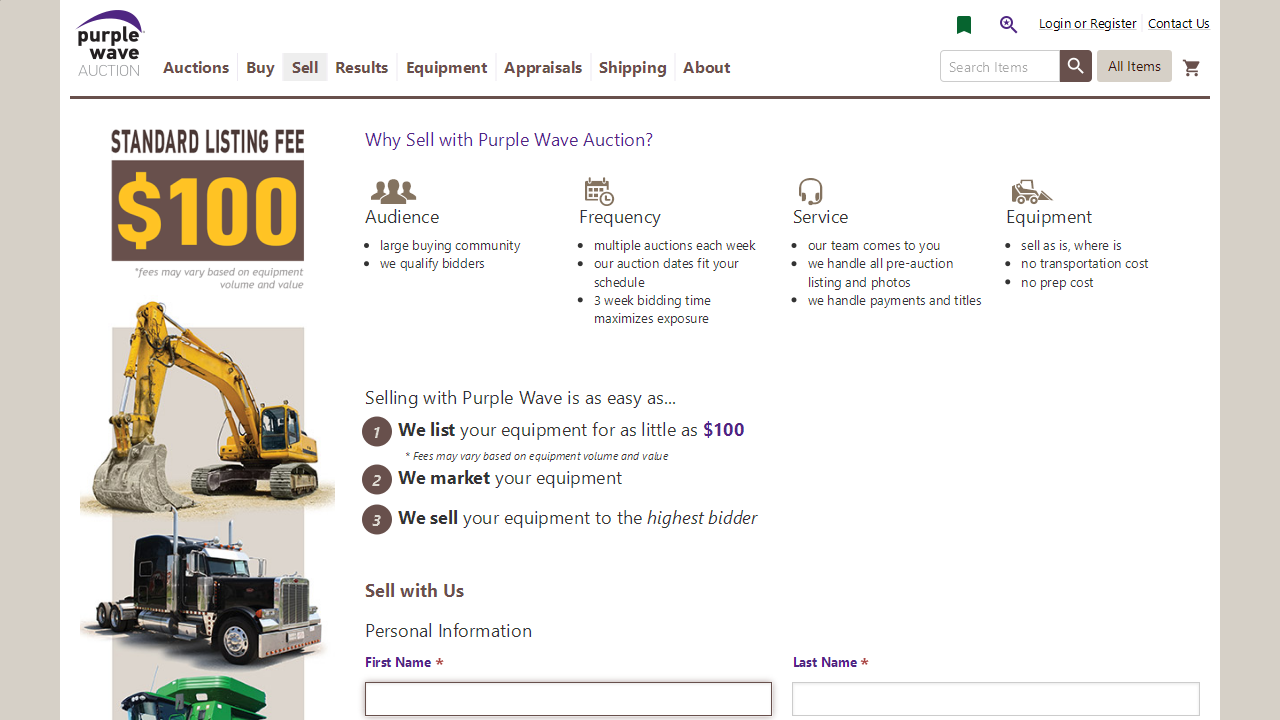 purple
wave
AUCTION
Login or Register
Contact Us
Auctions
Buy
Sell
Results
Equipment
Appraisals
Shipping
About
Search Items
All Items
STANDARD LISTING FEE
$100
*fees may vary based on equipment
volume and value
Why Sell with Purple Wave Auction?
Audience
large buying community
we qualify bidders
Frequency
multiple auctions each week
our auction dates fit your
schedule
3 week bidding time
maximizes exposure
Service
our team comes to you
we handle all pre-auction
listing and photos
we handle payments and titles
Equipment
sell as is, where is
no transportation cost
no prep cost
Selling with Purple Wave is as easy as...
1 We list your equipment for as little as $100
* Fees may vary based on equipment volume and value
2 We market your equipment
3 We sell your equipment to the highest bidder
Sell with Us
Personal Information
First Name *
Last Name *